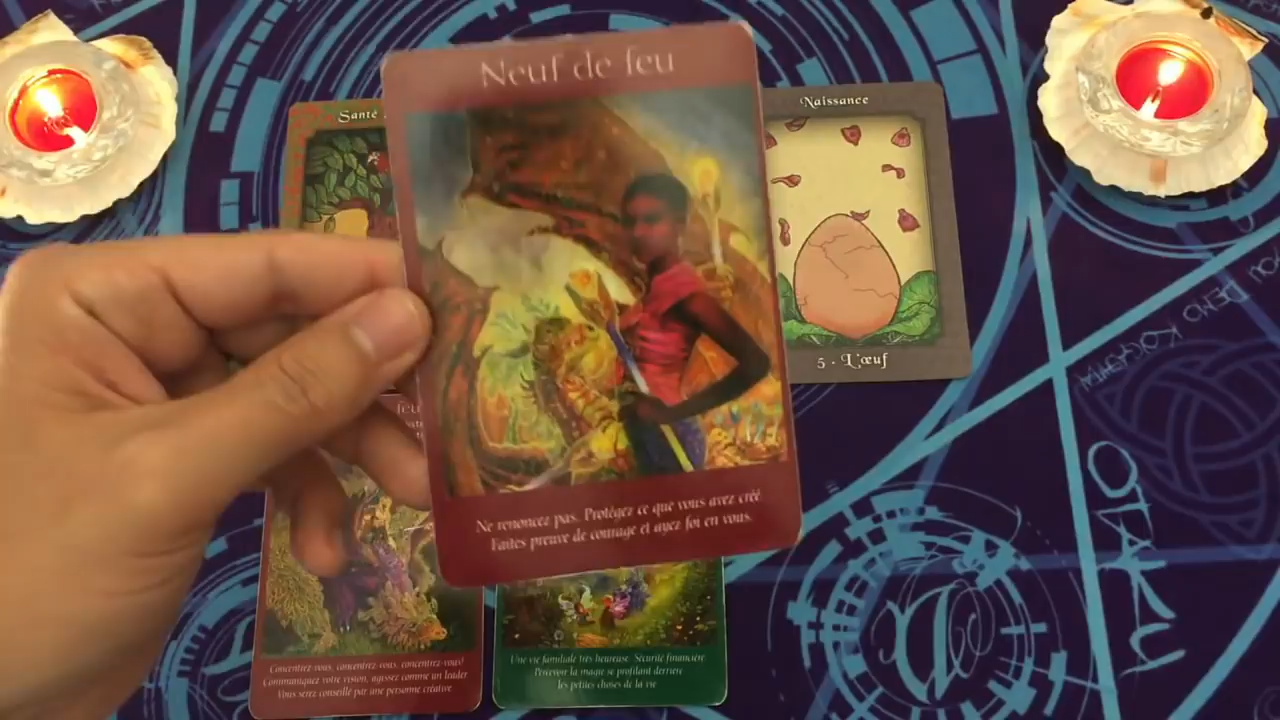 Neuf de feu
Santé
Naissance
5 - L'œuf
Ne renoncez pas. Protégez ce que vous avez créé.
Faites preuve de courage et ayez foi en vous.
Concentrez-vous, concentrez-vous, concentrez-vous!
Communiquez votre vision, agissez comme un leader
Vous serez conseillé par une personne créative
Une vie familiale très heureuse. Sécurité financière
Percevoir la magie se profilant derrière
les petites choses de la vie
OTAKU